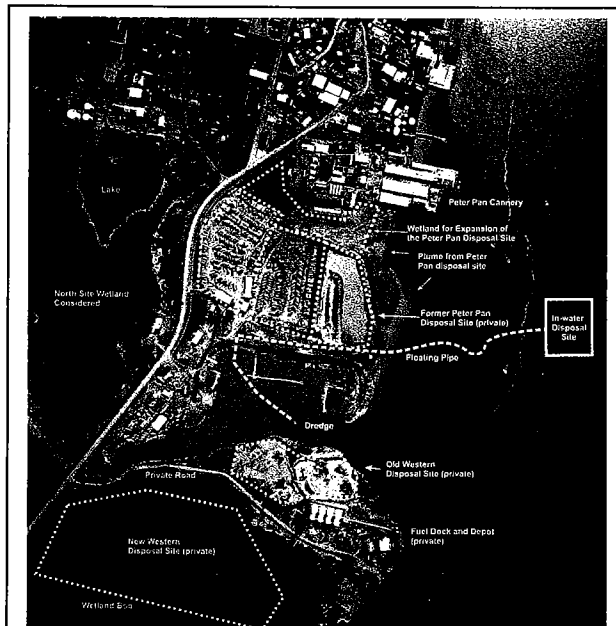 Lake
Peter Pan Cannery
Wetland for Expansion
of the Peter Pan Disposal Site
Plume from Peter
Pan disposal site
North Site Wetland
Considered
Former Peter Pan
Disposal Site (private)
In-water
Disposal
Site
Floating Pipe
Dredge
Old Western
Disposal Site (private)
Private Road
Fuel Dock and Depot
(private)
New Western
Disposal Site (private)
Wetland Bog